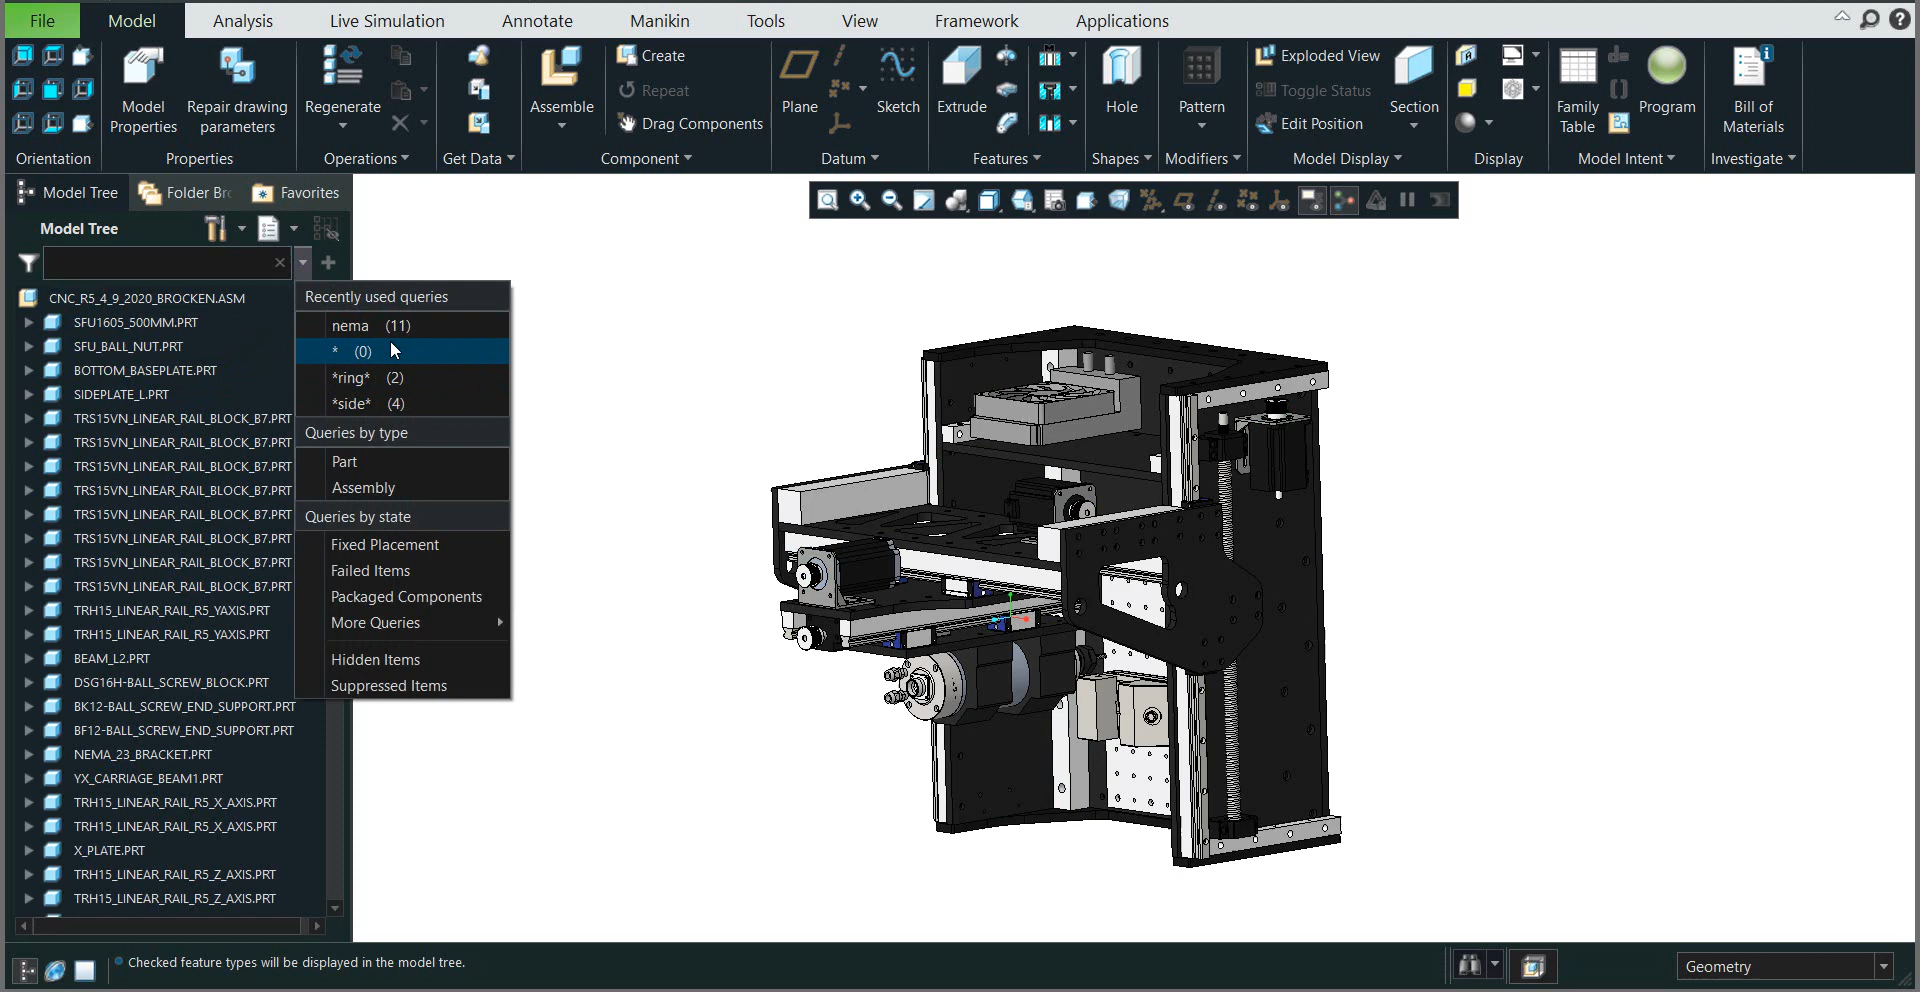 File
Model
Analysis
Live Simulation
Annotate
Manikin
Tools
View
Framework
Applications
Model
Properties
Repair drawing
parameters
Regenerate
Assemble
Create
Repeat
Drag Components
Plane
Sketch
Extrude
Hole
Pattern
Exploded View
Toggle Status
Edit Position
Section
Family
Table
Program
Bill of
Materials
Orientation
Properties
Operations
Get Data
Component
Datum
Features
Shapes
Modifiers
Model Display
Display
Model Intent
Investigate
Model Tree
Folder Br
Favorites
Model Tree
CNC_R5_4_9_2020_BROCKEN.ASM
SFU1605_500MM.PRT
SFU_BALL_NUT.PRT
BOTTOM_BASEPLATE.PRT
SIDEPLATE_L.PRT
TRS15VN_LINEAR_RAIL_BLOCK_B7.PRT
TRS15VN_LINEAR_RAIL_BLOCK_B7.PRT
TRS15VN_LINEAR_RAIL_BLOCK_B7.PRT
TRS15VN_LINEAR_RAIL_BLOCK_B7.PRT
TRS15VN_LINEAR_RAIL_BLOCK_B7.PRT
TRS15VN_LINEAR_RAIL_BLOCK_B7.PRT
TRS15VN_LINEAR_RAIL_BLOCK_B7.PRT
TRS15VN_LINEAR_RAIL_BLOCK_B7.PRT
TRH15_LINEAR_RAIL_R5_YAXIS.PRT
TRH15_LINEAR_RAIL_R5_YAXIS.PRT
BEAM_L2.PRT
DSG16H-BALL_SCREW_BLOCK.PRT
BK12-BALL_SCREW_END_SUPPORT.PRT
BF12-BALL_SCREW_END_SUPPORT.PRT
NEMA_23_BRACKET.PRT
YX_CARRIAGE_BEAM1.PRT
TRH15_LINEAR_RAIL_R5_X_AXIS.PRT
TRH15_LINEAR_RAIL_R5_X_AXIS.PRT
X_PLATE.PRT
TRH15_LINEAR_RAIL_R5_Z_AXIS.PRT
TRH15_LINEAR_RAIL_R5_Z_AXIS.PRT
Recently used queries
nema (11)
* (0)
*ring* (2)
*side* (4)
Queries by type
Part
Assembly
Queries by state
Fixed Placement
Failed Items
Packaged Components
More Queries
Hidden Items
Suppressed Items
Checked feature types will be displayed in the model tree.
Geometry